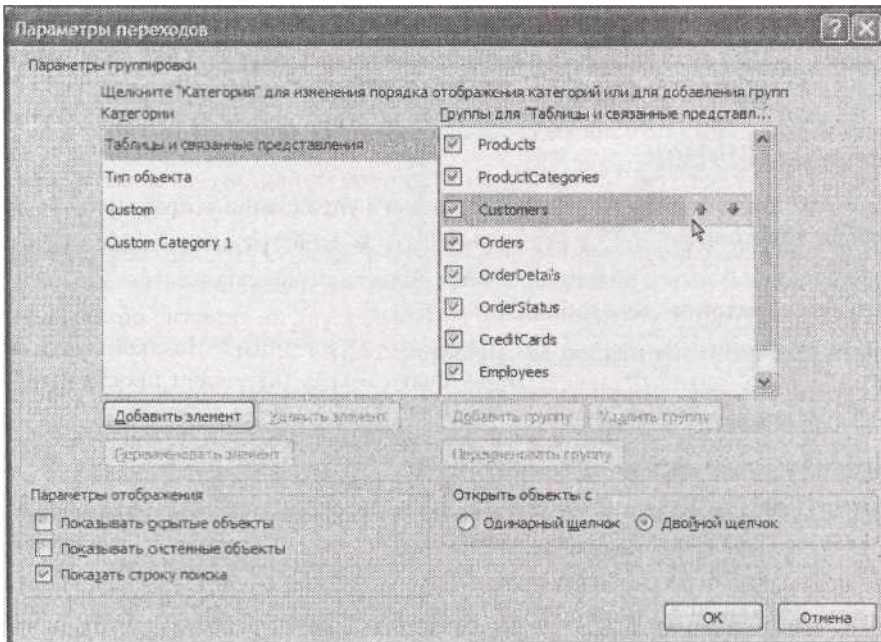 Параметры переходов
Параметры группировки
Щелкните "Категория" для изменения порядка отображения категорий или для добавления групп
Категории
Группы для "Таблицы и связанные представл...
Таблицы и связанные представления
Тип объекта
Custom
Custom Category 1
Products
ProductCategories
Customers
Orders
OrderDetails
OrderStatus
CreditCards
Employees
Добавить элемент
Удалить элемент
Добавить группу
Удалить группу
Переименовать элемент
Переименовать группу
Параметры отображения
Показывать скрытые объекты
Показывать системные объекты
Показать строку поиска
Открыть объекты с
Одинарный щелчок
Двойной щелчок
OK
Отмена